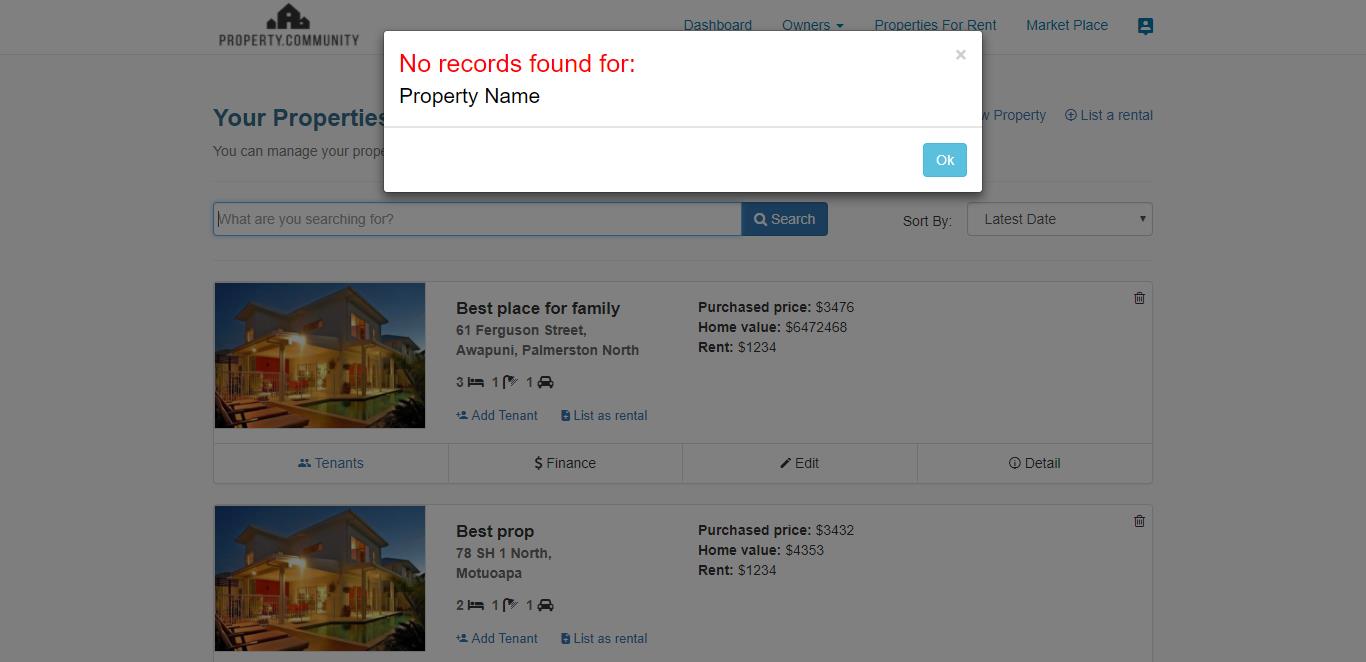 PROPERTY.COMMUNITY
Dashboard Owners Properties For Rent Market Place
No records found for: ×
Property Name
Ok
Your Properties
Property List a rental
You can manage your
What are you searching for? Search Sort By: Latest Date
Best place for family
61 Ferguson Street,
Awapuni, Palmerston North
3 1 1
Add Tenant List as rental
Purchased price: $3476
Home value: $6472468
Rent: $1234
Tenants $ Finance Edit Detail
Best prop
78 SH 1 North,
Motuoapa
2 1 1
Add Tenant List as rental
Purchased price: $3432
Home value: $4353
Rent: $1234